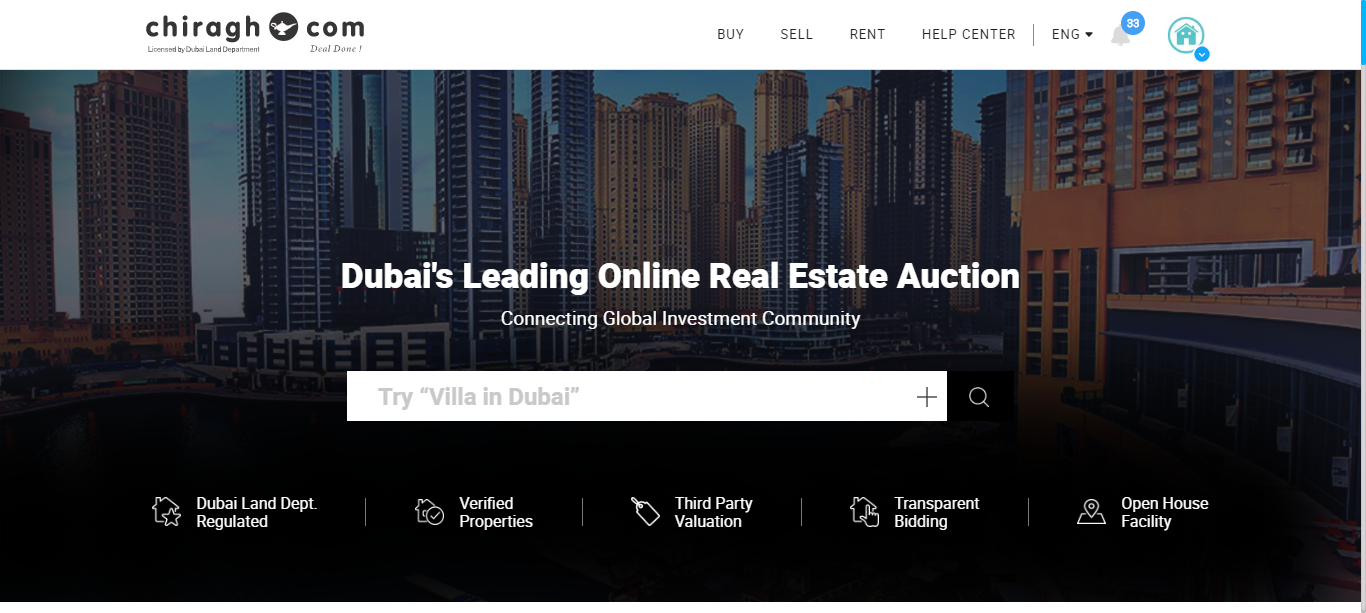 chiragh com
Licensed by Dubai Land Department
Deal Done !
BUY
SELL
RENT
HELP CENTER
ENG
33
Dubai's Leading Online Real Estate Auction
Connecting Global Investment Community
Try “Villa in Dubai”
Dubai Land Dept.
Regulated
Verified
Properties
Third Party
Valuation
Transparent
Bidding
Open House
Facility